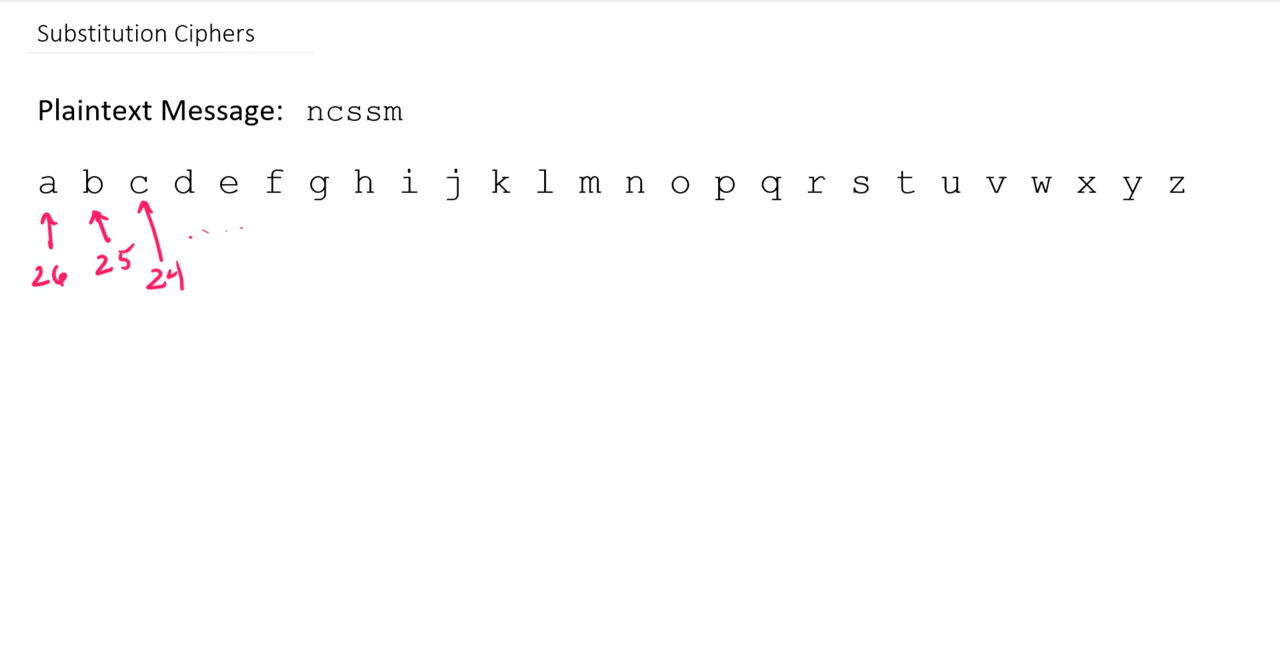 Substitution Ciphers
Plaintext Message: ncssm
a b c d e f g h i j k l m n o p q r s t u v w x y z
26 25 24